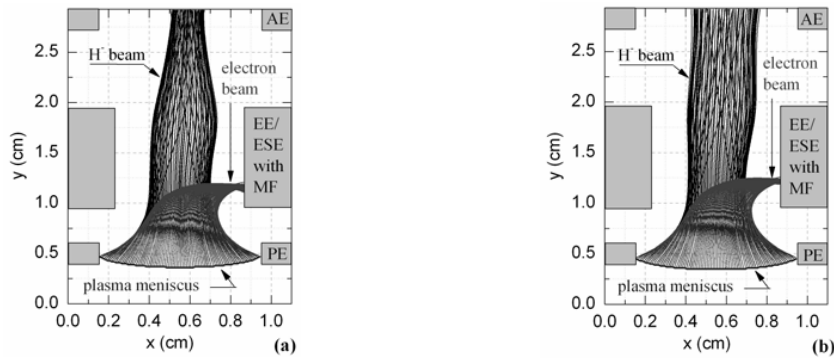 AE
2.5
H⁻ beam
electron
beam
2.0
EE/
ESE
with
MF
1.5
y (cm)
1.0
0.5
PE
plasma meniscus
0.0
0.0 0.2 0.4 0.6 0.8 1.0
x (cm)
(a)
AE
2.5
H⁻ beam
electron
beam
2.0
EE/
ESE
with
MF
1.5
y (cm)
1.0
0.5
PE
plasma meniscus
0.0
0.0 0.2 0.4 0.6 0.8 1.0
x (cm)
(b)